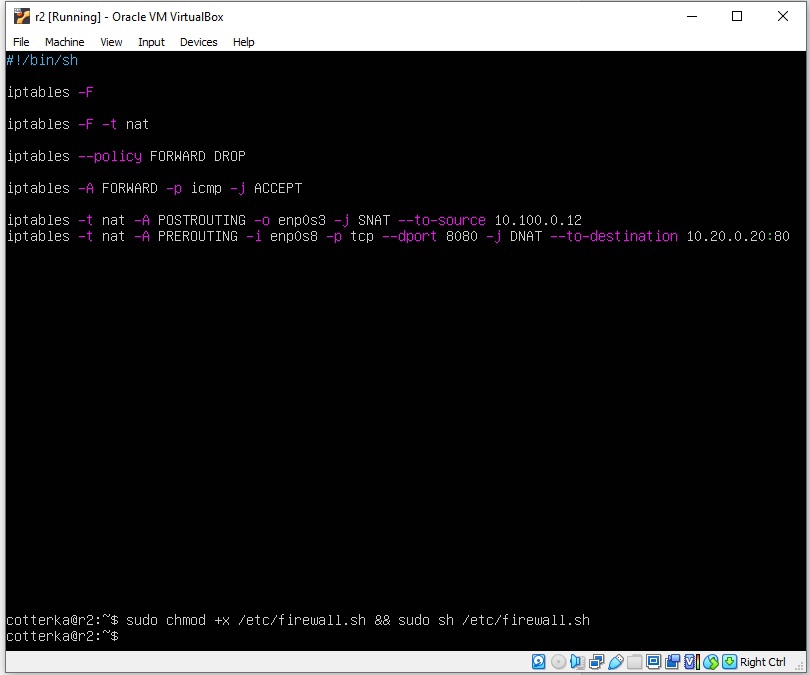 r2 [Running] - Oracle VM VirtualBox
File Machine View Input Devices Help
#!/bin/sh
iptables -F
iptables -F -t nat
iptables --policy FORWARD DROP
iptables -A FORWARD -p icmp -j ACCEPT
iptables -t nat -A POSTROUTING -o enp0s3 -j SNAT --to-source 10.100.0.12
iptables -t nat -A PREROUTING -i enp0s8 -p tcp --dport 8080 -j DNAT --to-destination 10.20.0.20:80
cotterka@r2:~$ sudo chmod +x /etc/firewall.sh && sudo sh /etc/firewall.sh
cotterka@r2:~$
Right Ctrl